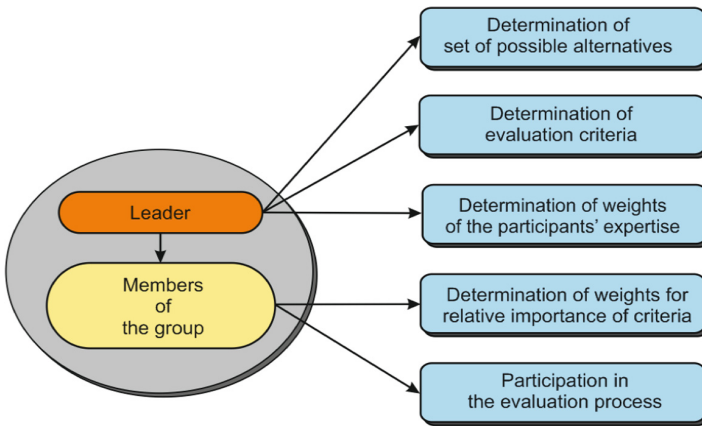 Determination of
set of possible alternatives
Determination of
evaluation criteria
Leader
Determination of weights
of the participants’ expertise
Members
of
the group
Determination of weights for
relative importance of criteria
Participation in
the evaluation process